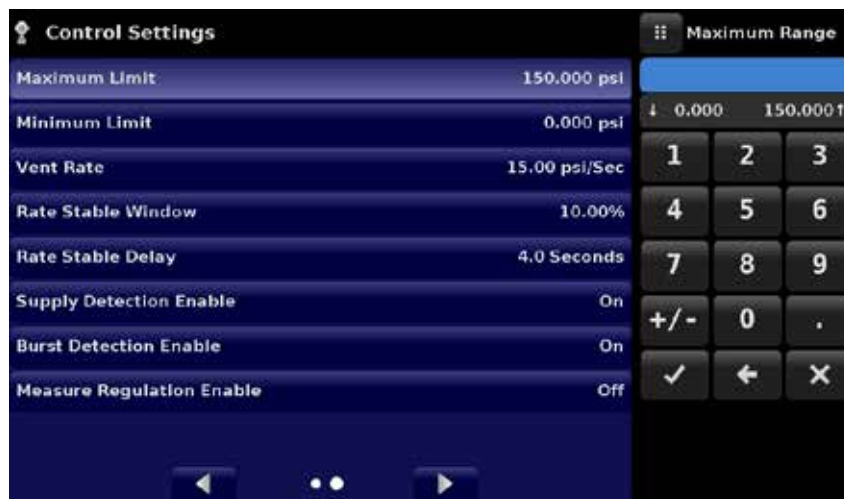 Control Settings
Maximum Limit 150.000 psi
Minimum Limit 0.000 psi
Vent Rate 15.00 psi/Sec
Rate Stable Window 10.00%
Rate Stable Delay 4.0 Seconds
Supply Detection Enable On
Burst Detection Enable On
Measure Regulation Enable Off
Maximum Range
↓ 0.000 150.000↑
1 2 3
4 5 6
7 8 9
+/- 0 .